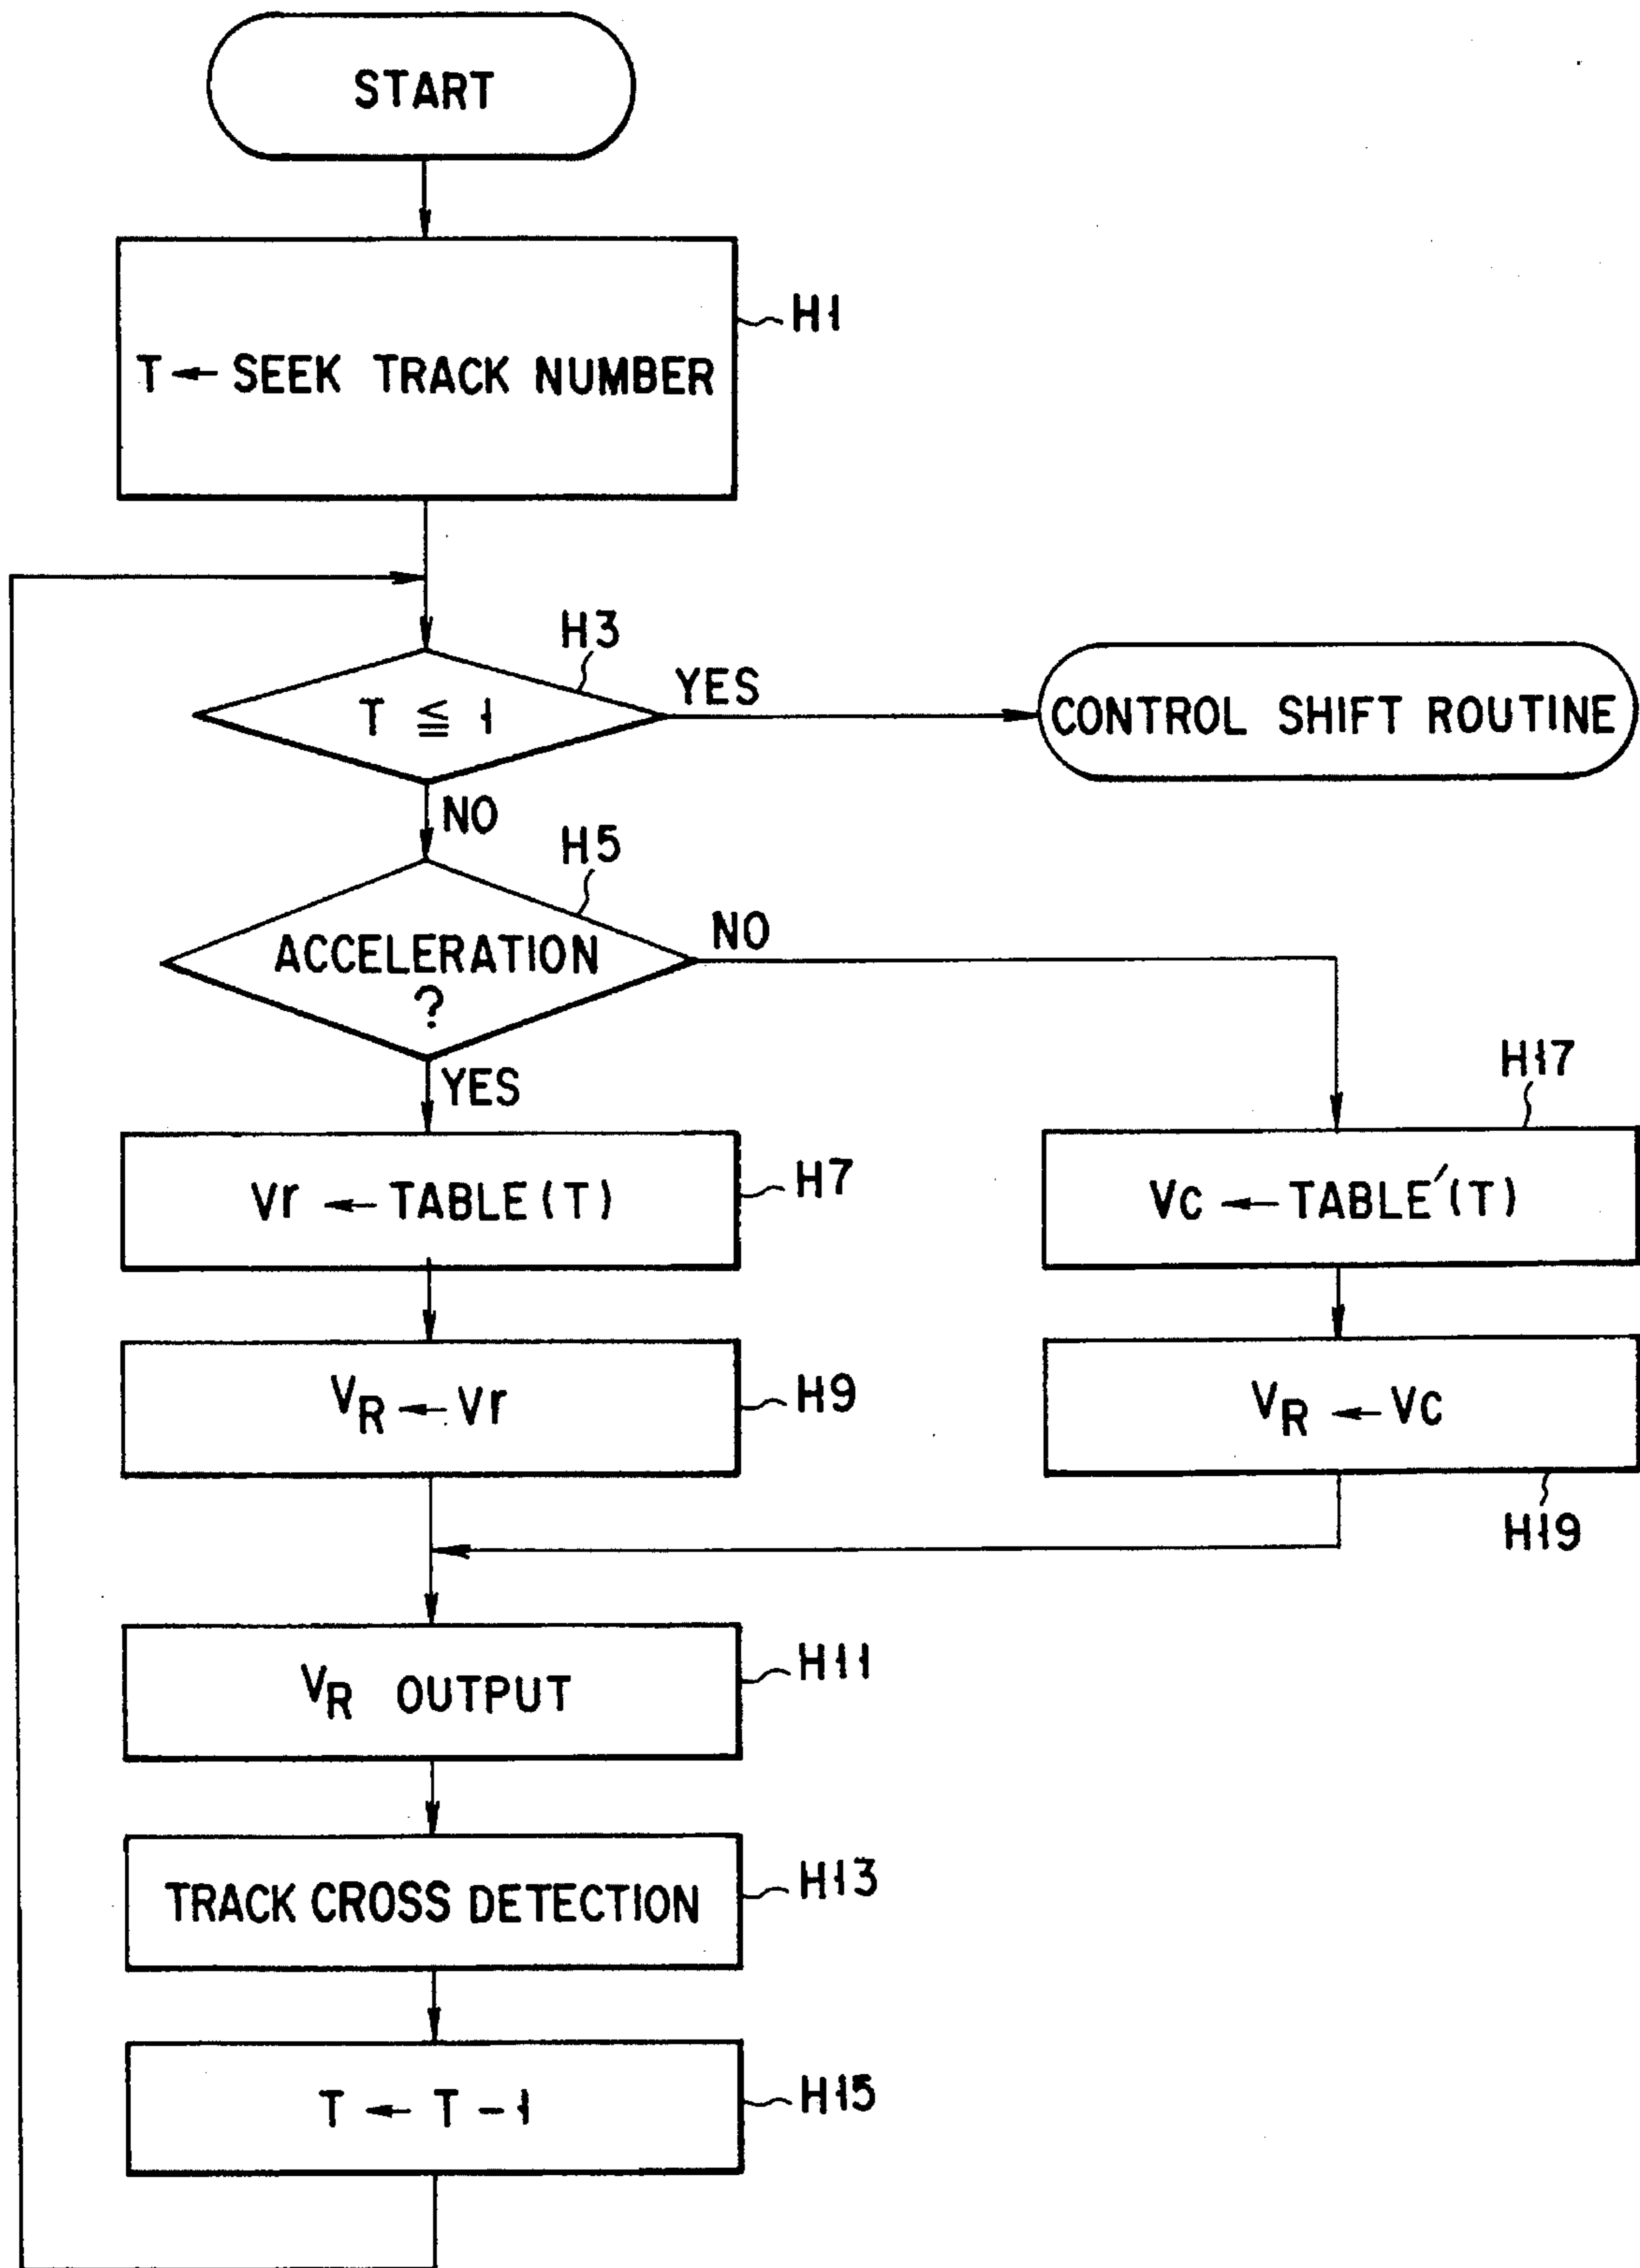 START
H1
T ← SEEK TRACK NUMBER
H3
T ≦ 1
YES
CONTROL SHIFT ROUTINE
NO
H5
ACCELERATION
?
NO
YES
H17
Vr ← TABLE(T)
H7
Vc ← TABLE′(T)
VR ← Vr
H9
VR ← Vc
H19
VR OUTPUT
H11
TRACK CROSS DETECTION
H13
T ← T - 1
H15